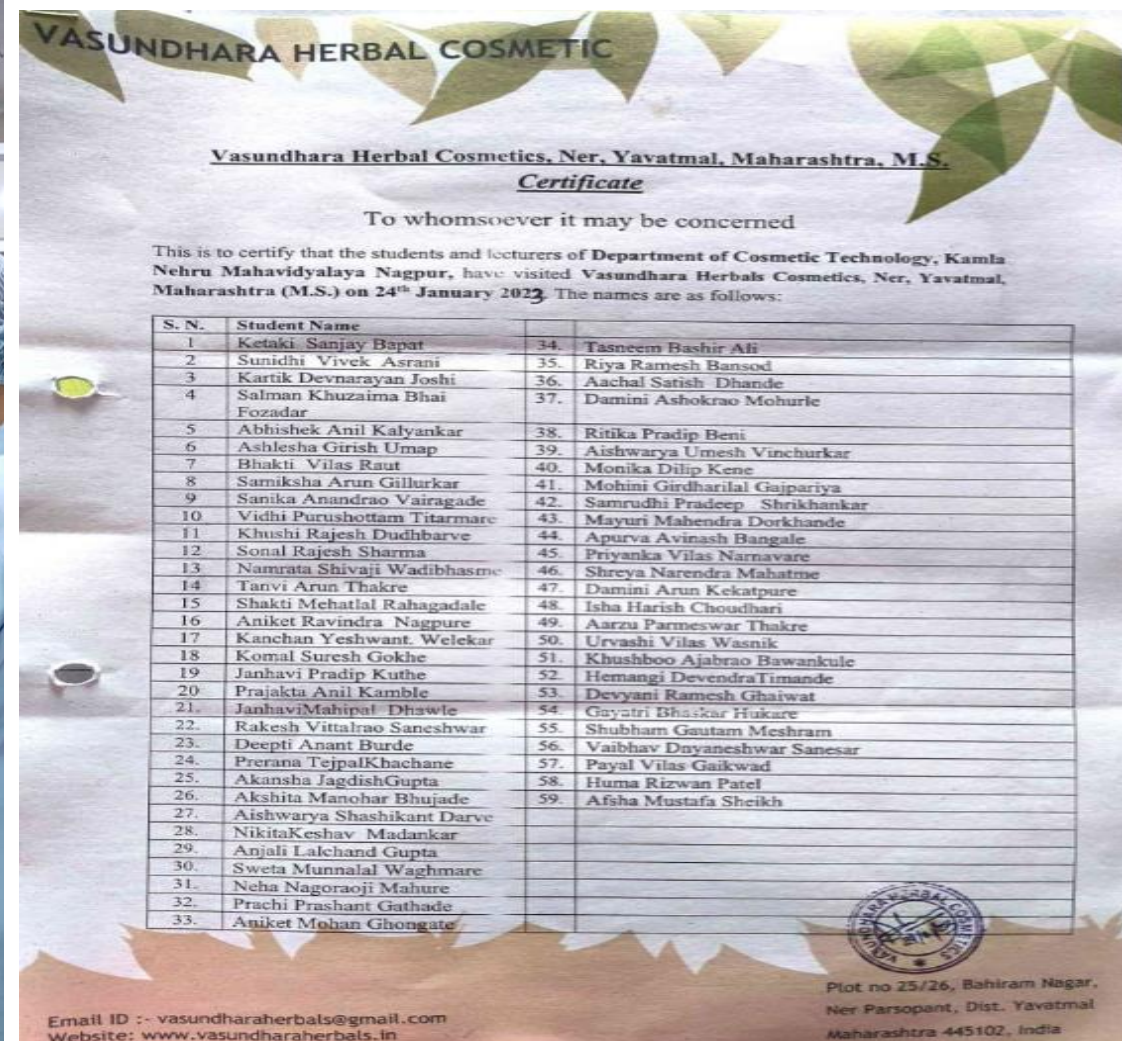 VASUNDHARA HERBAL COSMETIC
Vasundhara Herbal Cosmetics, Ner, Yavatmal, Maharashtra, M.S.
Certificate
To whomsoever it may be concerned
This is to certify that the students and lecturers of Department of Cosmetic Technology, Kamla
Nehru Mahavidyalaya Nagpur, have visited Vasundhara Herbals Cosmetics, Ner, Yavatmal,
Maharashtra (M.S.) on 24th January 2023. The names are as follows:
S. N. Student Name
1 Ketaki Sanjay Bapat 34. Tasneem Bashir Ali
2 Sunidhi Vivek Asrani 35. Riya Ramesh Bansod
3 Kartik Devnarayan Joshi 36. Aachal Satish Dhande
4 Salman Khuzaima Bhai 37. Damini Ashokrao Mohurle
Fozadar
5 Abhishek Anil Kalyankar 38. Ritika Pradip Beni
6 Ashlesha Girish Umap 39. Aishwarya Umesh Vinchurkar
7 Bhakti Vilas Raut 40. Monika Dilip Kene
8 Samiksha Arun Gillurkar 41. Mohini Girdharilal Gajpariya
9 Sanika Anandrao Vairagade 42. Samrudhi Pradeep Shrikhankar
10 Vidhi Purushottam Titarmare 43. Mayuri Mahendra Dorkhande
11 Khushi Rajesh Dudhbarve 44. Apurva Avinash Bangale
12 Sonal Rajesh Sharma 45. Priyanka Vilas Narnavare
13 Namrata Shivaji Wadibhasme 46. Shreya Narendra Mahatme
14 Tanvi Arun Thakre 47. Damini Arun Kekatpure
15 Shakti Mehatlal Rahagadale 48. Isha Harish Choudhari
16 Aniket Ravindra Nagpure 49. Aarzu Parmeswar Thakre
17 Kanchan Yeshwant. Welekar 50. Urvashi Vilas Wasnik
18 Komal Suresh Gokhe 51. Khushboo Ajabrao Bawankule
19 Janhavi Pradip Kuthe 52. Hemangi DevendraTimande
20 Prajakta Anil Kamble 53. Devyani Ramesh Ghaiwat
21. JanhaviMahipal Dhawle 54. Gayatri Bhaskar Hukare
22. Rakesh Vittalrao Saneshwar 55. Shubham Gautam Meshram
23. Deepti Anant Burde 56. Vaibhav Dnyaneshwar Sanesar
24. Prerana TejpalKhachane 57. Payal Vilas Gaikwad
25. Akansha JagdishGupta 58. Huma Rizwan Patel
26. Akshita Manohar Bhujade 59. Afsha Mustafa Sheikh
27. Aishwarya Shashikant Darve
28. NikitaKeshav Madankar
29. Anjali Lalchand Gupta
30. Sweta Munnalal Waghmare
31. Neha Nagoraoji Mahure
32. Prachi Prashant Gathade
33. Aniket Mohan Ghongate
VASUNDHARA HERBAL COSMETICS
Plot no 25/26, Bahiram Nagar,
Ner Parsopant, Dist. Yavatmal
Maharashtra 445102, India
Email ID :- vasundharaherbals@gmail.com
Website: www.vasundharaherbals.in